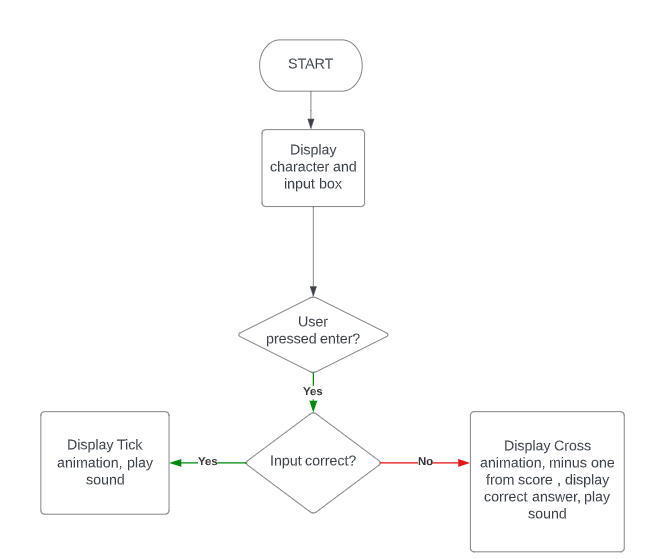 START
Display
character and
input box
User
pressed enter?
Yes
Display Tick
animation, play
sound
Yes
Input correct?
No
Display Cross
animation, minus one
from score , display
correct answer, play
sound